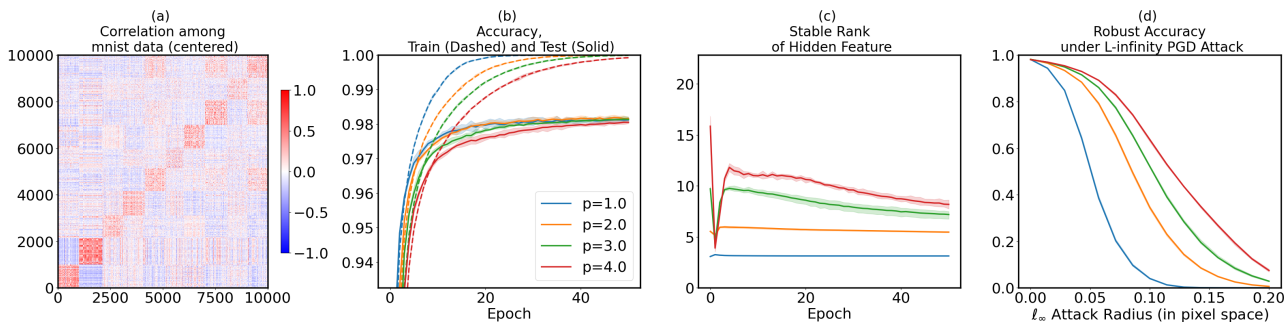 (a)
Correlation among
mnist data (centered)
10000
8000
6000
4000
2000
0
0
2500
5000
7500
10000
1.0
0.5
0.0
−0.5
−1.0
(b)
Accuracy,
Train (Dashed) and Test (Solid)
1.00
0.99
0.98
0.97
0.96
0.95
0.94
0
20
40
Epoch
p=1.0
p=2.0
p=3.0
p=4.0
(c)
Stable Rank
of Hidden Feature
20
15
10
5
0
0
20
40
Epoch
(d)
Robust Accuracy
under L-infinity PGD Attack
1.0
0.8
0.6
0.4
0.2
0.0
0.00
0.05
0.10
0.15
0.20
ℓ∞ Attack Radius (in pixel space)